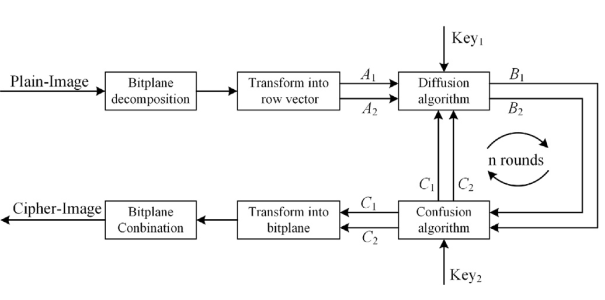 Key1
Plain-Image
Bitplane
decomposition
Transform into
row vector
A1
A2
Diffusion
algorithm
B1
B2
n rounds
C1
C2
Cipher-Image
Bitplane
Conbination
Transform into
bitplane
C1
C2
Confusion
algorithm
Key2